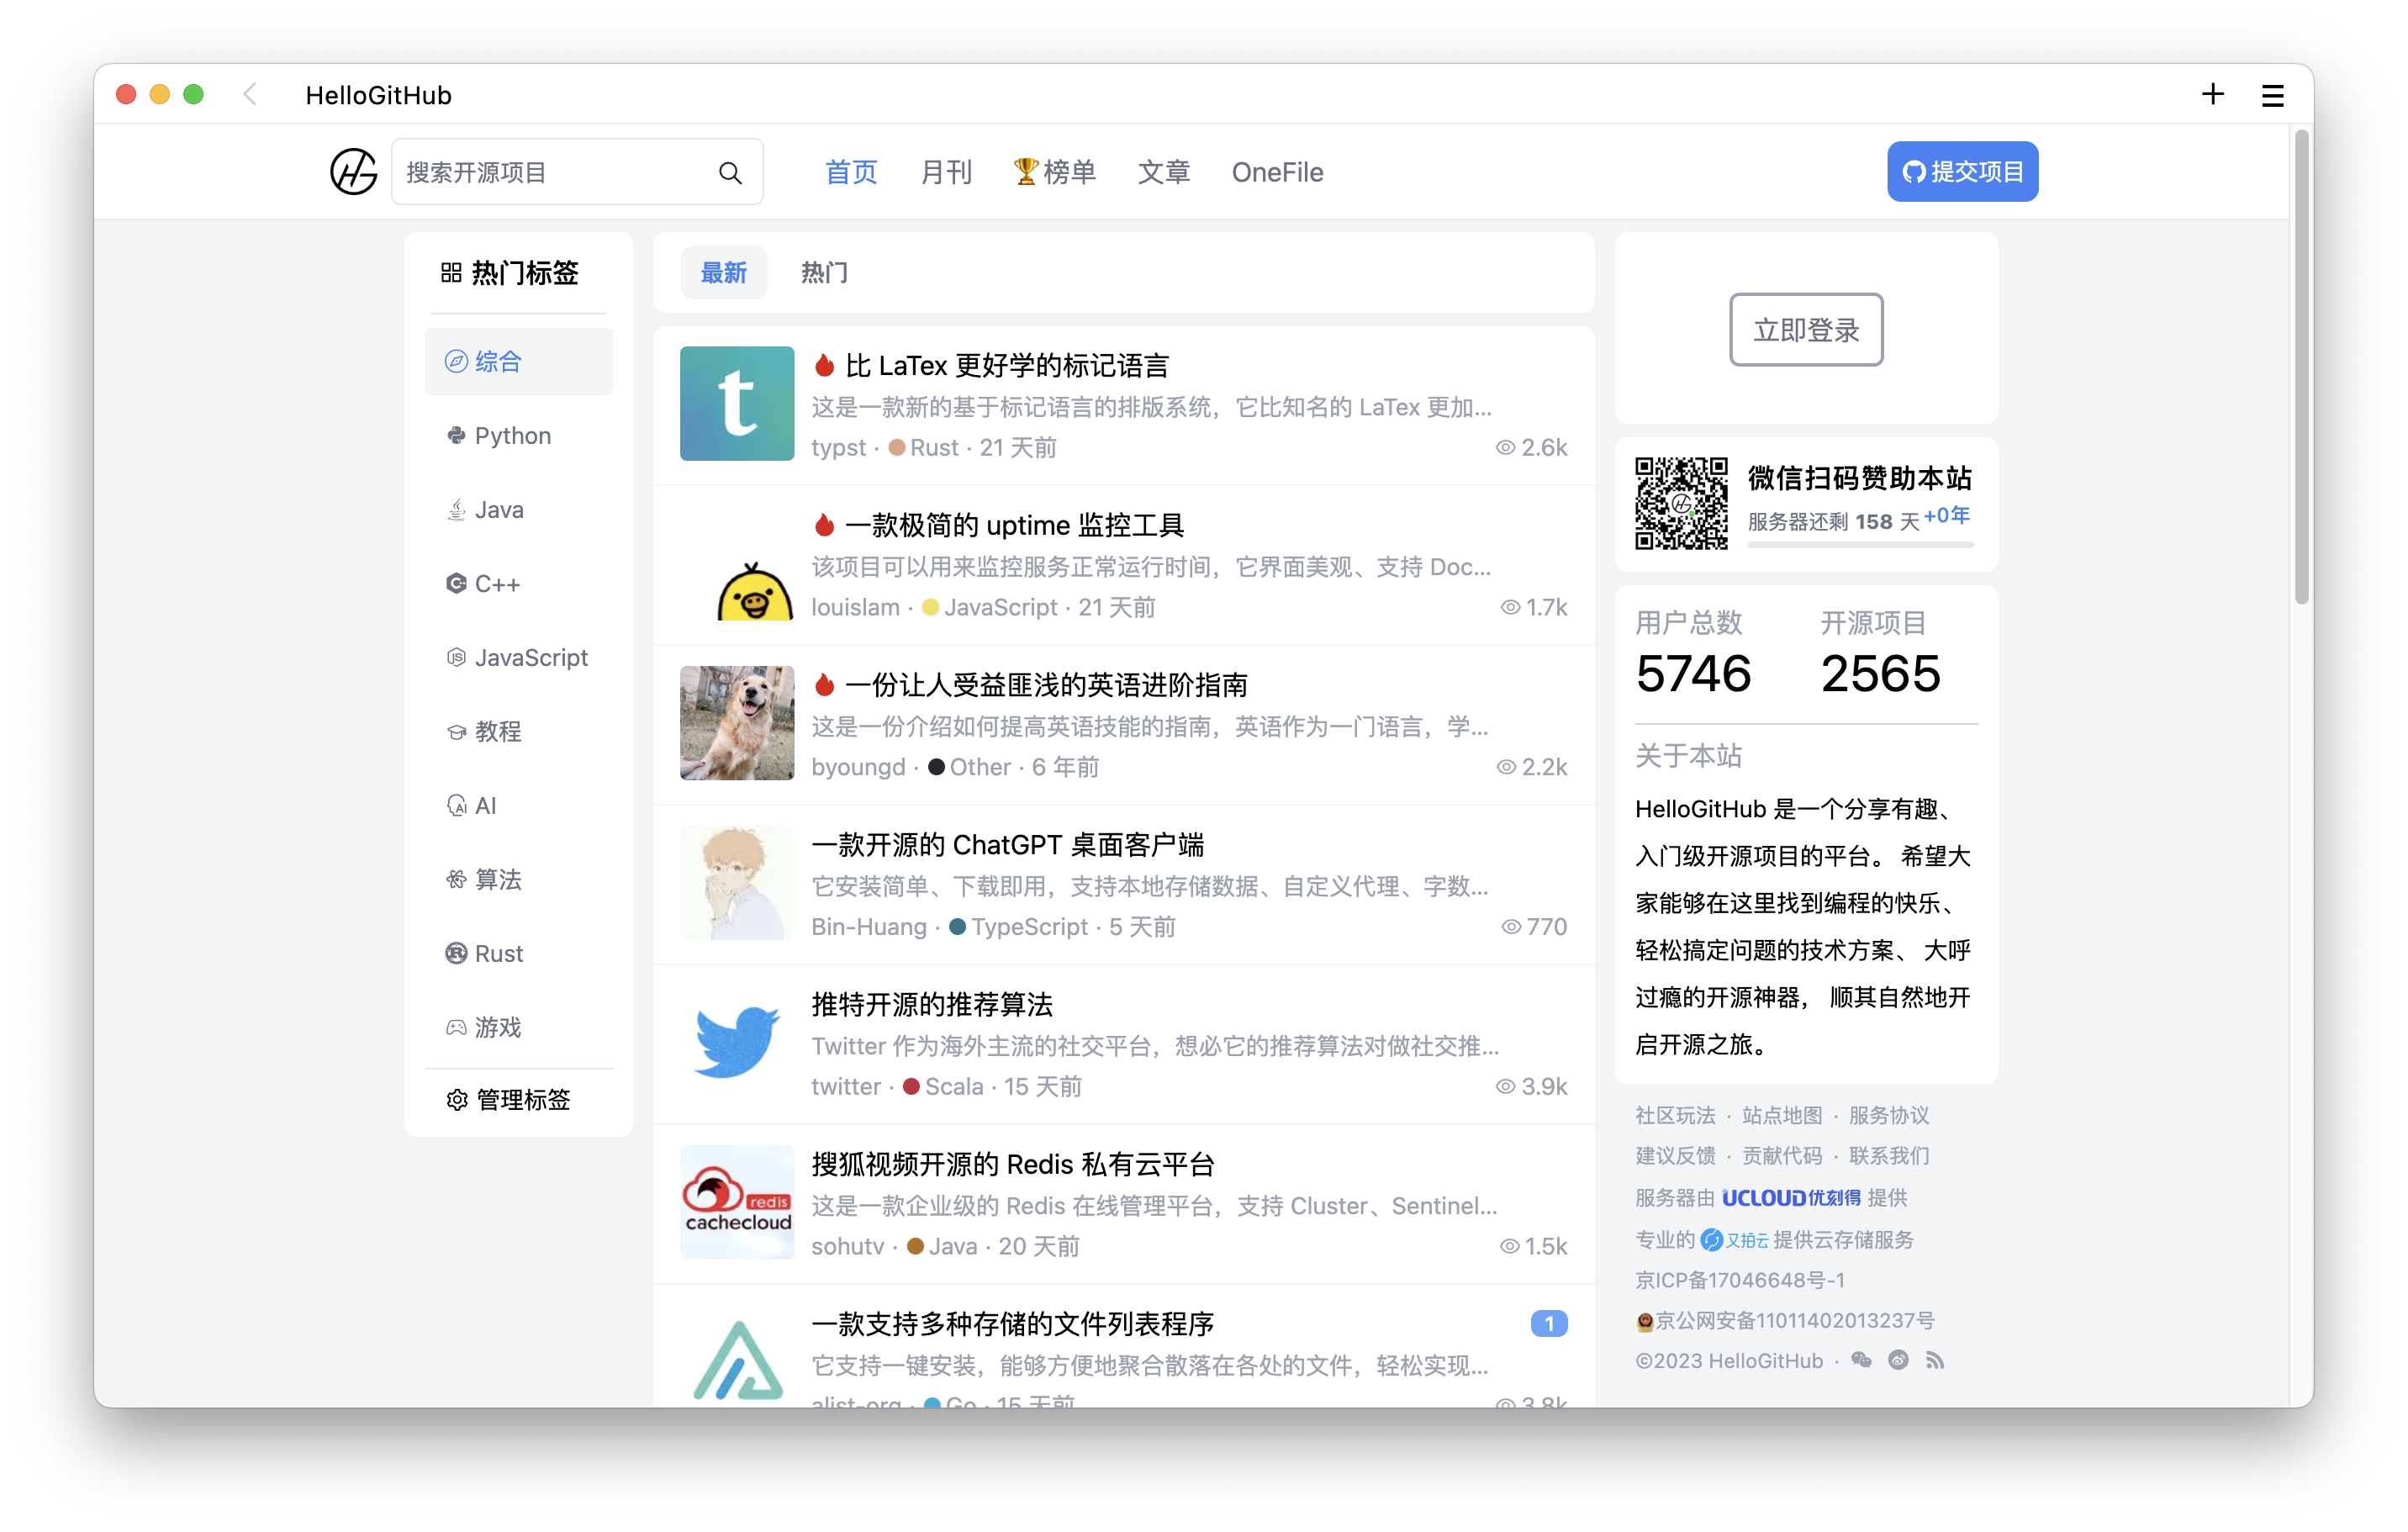 HelloGitHub
搜索开源项目
首页 月刊 榜单 文章 OneFile
提交项目
热门标签
综合
Python
Java
C++
JavaScript
教程
AI
算法
Rust
游戏
管理标签
最新 热门
比 LaTex 更好学的标记语言
这是一款新的基于标记语言的排版系统，它比知名的 LaTex 更加...
typst · Rust · 21 天前 2.6k
一款极简的 uptime 监控工具
该项目可以用来监控服务正常运行时间，它界面美观、支持 Doc...
louislam · JavaScript · 21 天前 1.7k
一份让人受益匪浅的英语进阶指南
这是一份介绍如何提高英语技能的指南，英语作为一门语言，学...
byoungd · Other · 6 年前 2.2k
一款开源的 ChatGPT 桌面客户端
它安装简单、下载即用，支持本地存储数据、自定义代理、字数...
Bin-Huang · TypeScript · 5 天前 770
推特开源的推荐算法
Twitter 作为海外主流的社交平台，想必它的推荐算法对做社交推...
twitter · Scala · 15 天前 3.9k
redis
cachecloud
搜狐视频开源的 Redis 私有云平台
这是一款企业级的 Redis 在线管理平台，支持 Cluster、Sentinel...
sohutv · Java · 20 天前 1.5k
一款支持多种存储的文件列表程序 1
它支持一键安装，能够方便地聚合散落在各处的文件，轻松实现...
alist-org · Go · 15 天前 3.8k
立即登录
微信扫码赞助本站
服务器还剩 158 天 +0年
用户总数 开源项目
5746 2565
关于本站
HelloGitHub 是一个分享有趣、
入门级开源项目的平台。 希望大
家能够在这里找到编程的快乐、
轻松搞定问题的技术方案、 大呼
过瘾的开源神器， 顺其自然地开
启开源之旅。
社区玩法 · 站点地图 · 服务协议
建议反馈 · 贡献代码 · 联系我们
服务器由 UCLOUD优刻得 提供
专业的 又拍云 提供云存储服务
京ICP备17046648号-1
京公网安备11011402013237号
©2023 HelloGitHub ·